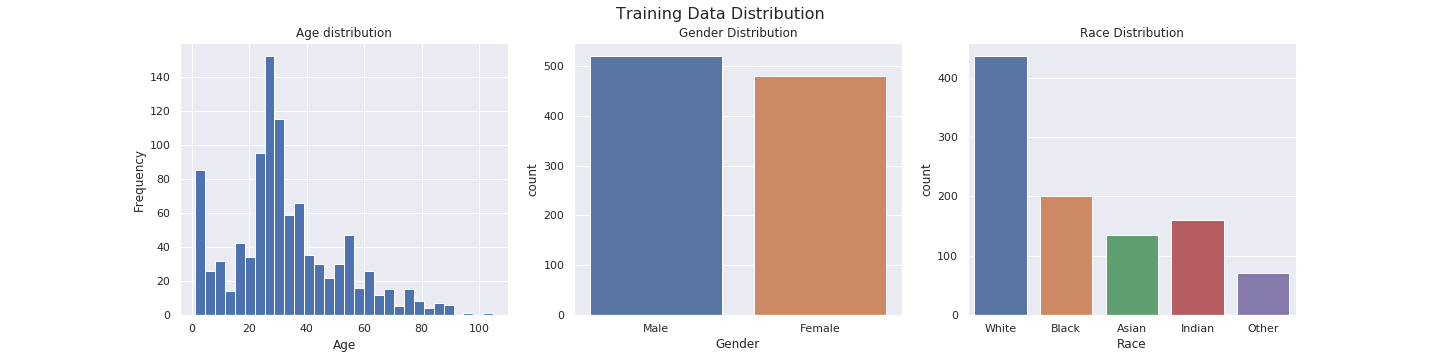 Training Data Distribution
Age distribution
Frequency
140
120
100
80
60
40
20
0
0 20 40 60 80 100
Age
Gender Distribution
count
500
400
300
200
100
0
Male Female
Gender
Race Distribution
count
400
300
200
100
0
White Black Asian Indian Other
Race